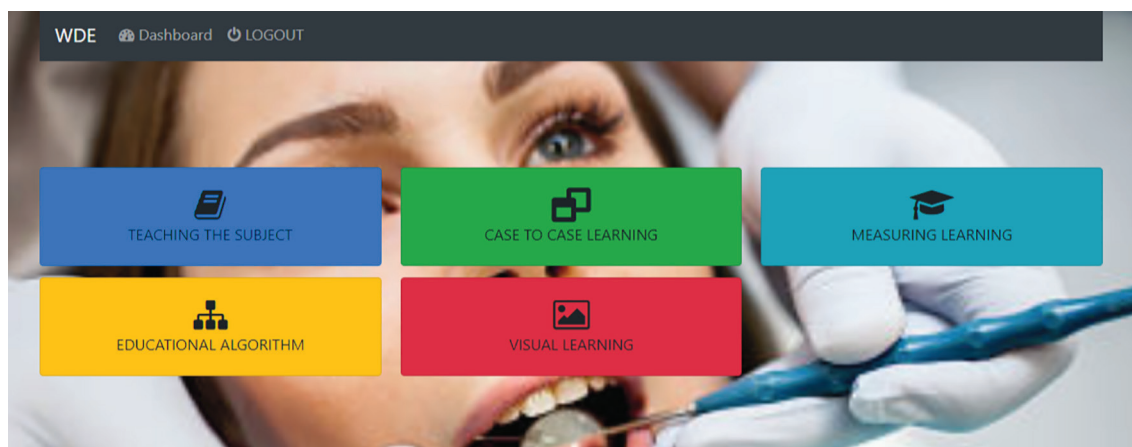 WDE Dashboard LOGOUT
TEACHING THE SUBJECT
CASE TO CASE LEARNING
MEASURING LEARNING
EDUCATIONAL ALGORITHM
VISUAL LEARNING